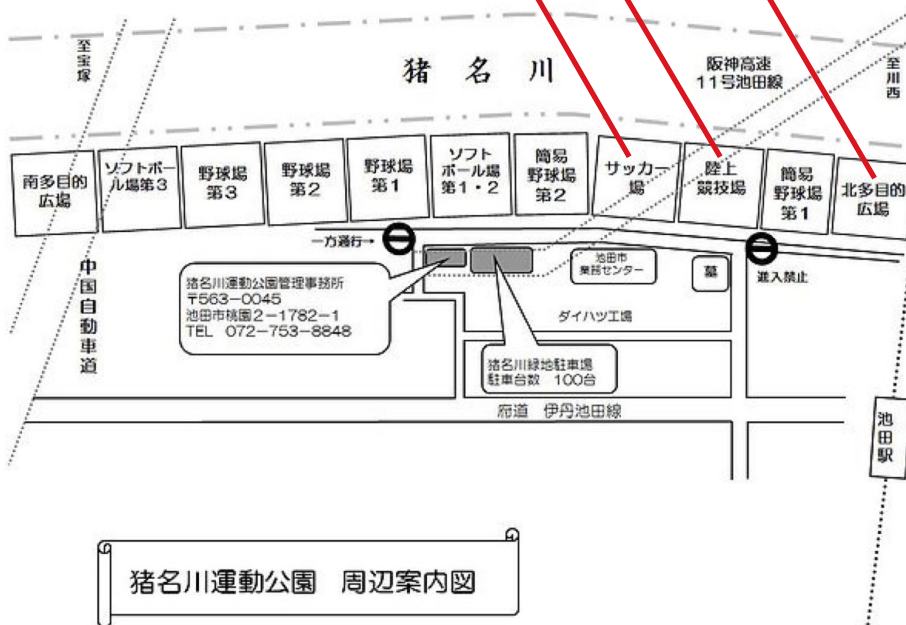 至宝塚
猪名川
阪神高速
11号池田線
至川西
南多目的
広場
ソフトボー
ル場第3
野球場
第3
野球場
第2
野球場
第1
ソフト
ボール場
第1・2
簡易
野球場
第2
サッカー
場
陸上
競技場
簡易
野球場
第1
北多目的
広場
一方通行→
進入禁止
中国自動車道
猪名川運動公園管理事務所
〒563-0045
池田市桃園2-1782-1
TEL 072-753-8848
池田市
業務センター
墓
ダイハツ工場
猪名川緑地駐車場
駐車台数 100台
府道 伊丹池田線
池田駅
猪名川運動公園 周辺案内図